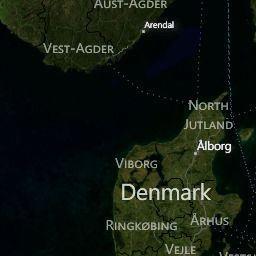 AUST-AGDER
Arendal
VEST-AGDER
NORTH
JUTLAND
Ålborg
VIBORG
Denmark
ÅRHUS
RINGKØBING
VEJLE